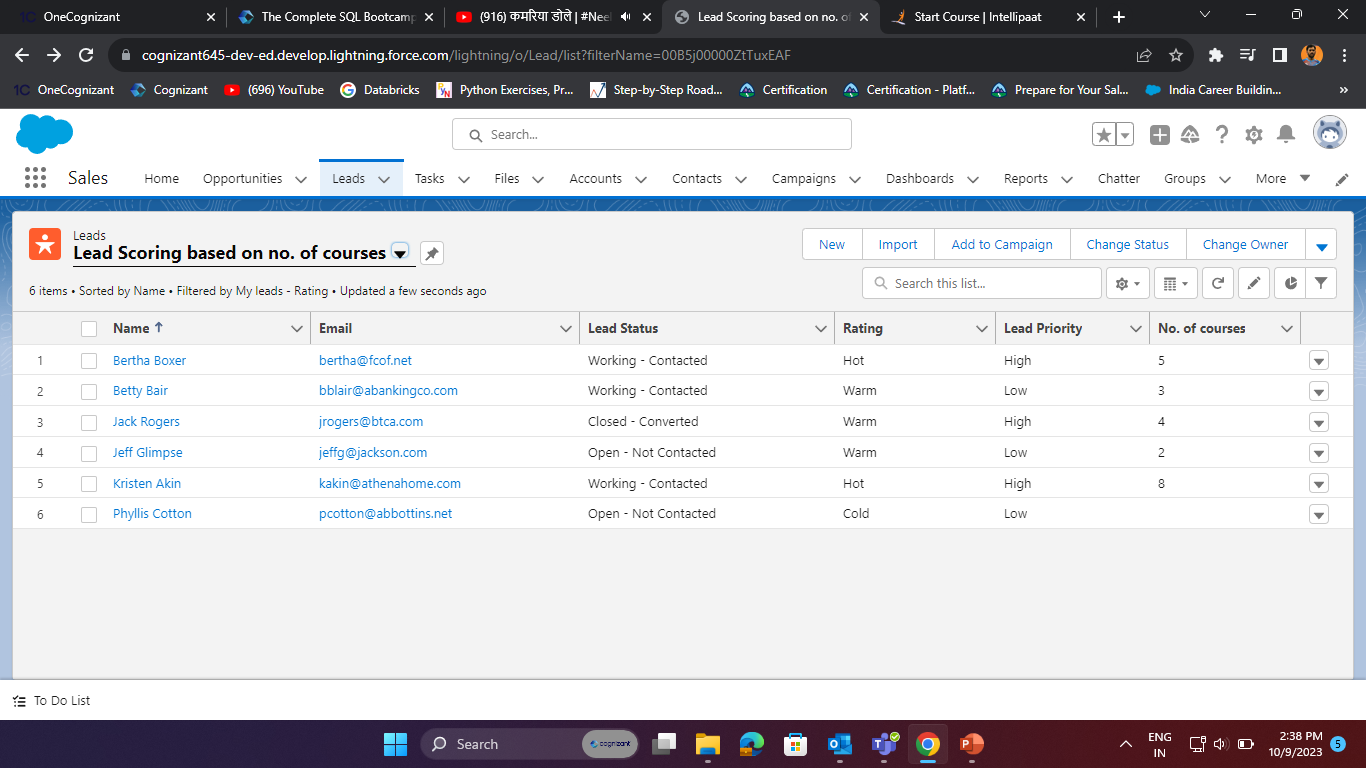 OneCognizant
The Complete SQL Bootcamp
(916) कमरिया डोले | #Neel
Lead Scoring based on no. of
Start Course | Intellipaat
cognizant645-dev-ed.develop.lightning.force.com/lightning/o/Lead/list?filterName=00B5j00000ZtTuxEAF
1C OneCognizant Cognizant (696) YouTube Databricks Python Exercises, Pr... Step-by-Step Road... Certification Certification - Platf... Prepare for Your Sal... India Career Buildin... »
Search...
Sales Home Opportunities Leads Tasks Files Accounts Contacts Campaigns Dashboards Reports Chatter Groups More
Leads
Lead Scoring based on no. of courses
New Import Add to Campaign Change Status Change Owner
6 items • Sorted by Name • Filtered by My leads - Rating • Updated a few seconds ago
Search this list...
Name Email Lead Status Rating Lead Priority No. of courses
1 Bertha Boxer bertha@fcof.net Working - Contacted Hot High 5
2 Betty Bair bblair@abankingco.com Working - Contacted Warm Low 3
3 Jack Rogers jrogers@btca.com Closed - Converted Warm High 4
4 Jeff Glimpse jeffg@jackson.com Open - Not Contacted Warm Low 2
5 Kristen Akin kakin@athenahome.com Working - Contacted Hot High 8
6 Phyllis Cotton pcotton@abbottins.net Open - Not Contacted Cold Low
To Do List
Search
cognizant
ENG
IN
2:38 PM
10/9/2023
5